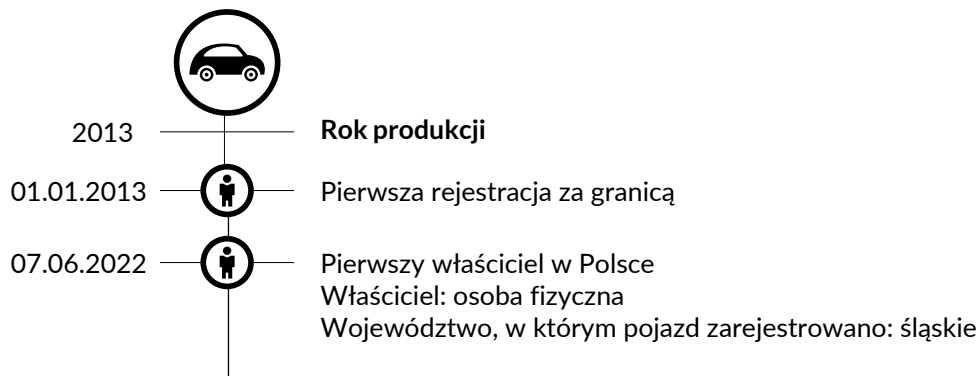 2013 Rok produkcji
01.01.2013 Pierwsza rejestracja za granicą
07.06.2022 Pierwszy właściciel w Polsce
Właściciel: osoba fizyczna
Województwo, w którym pojazd zarejestrowano: śląskie